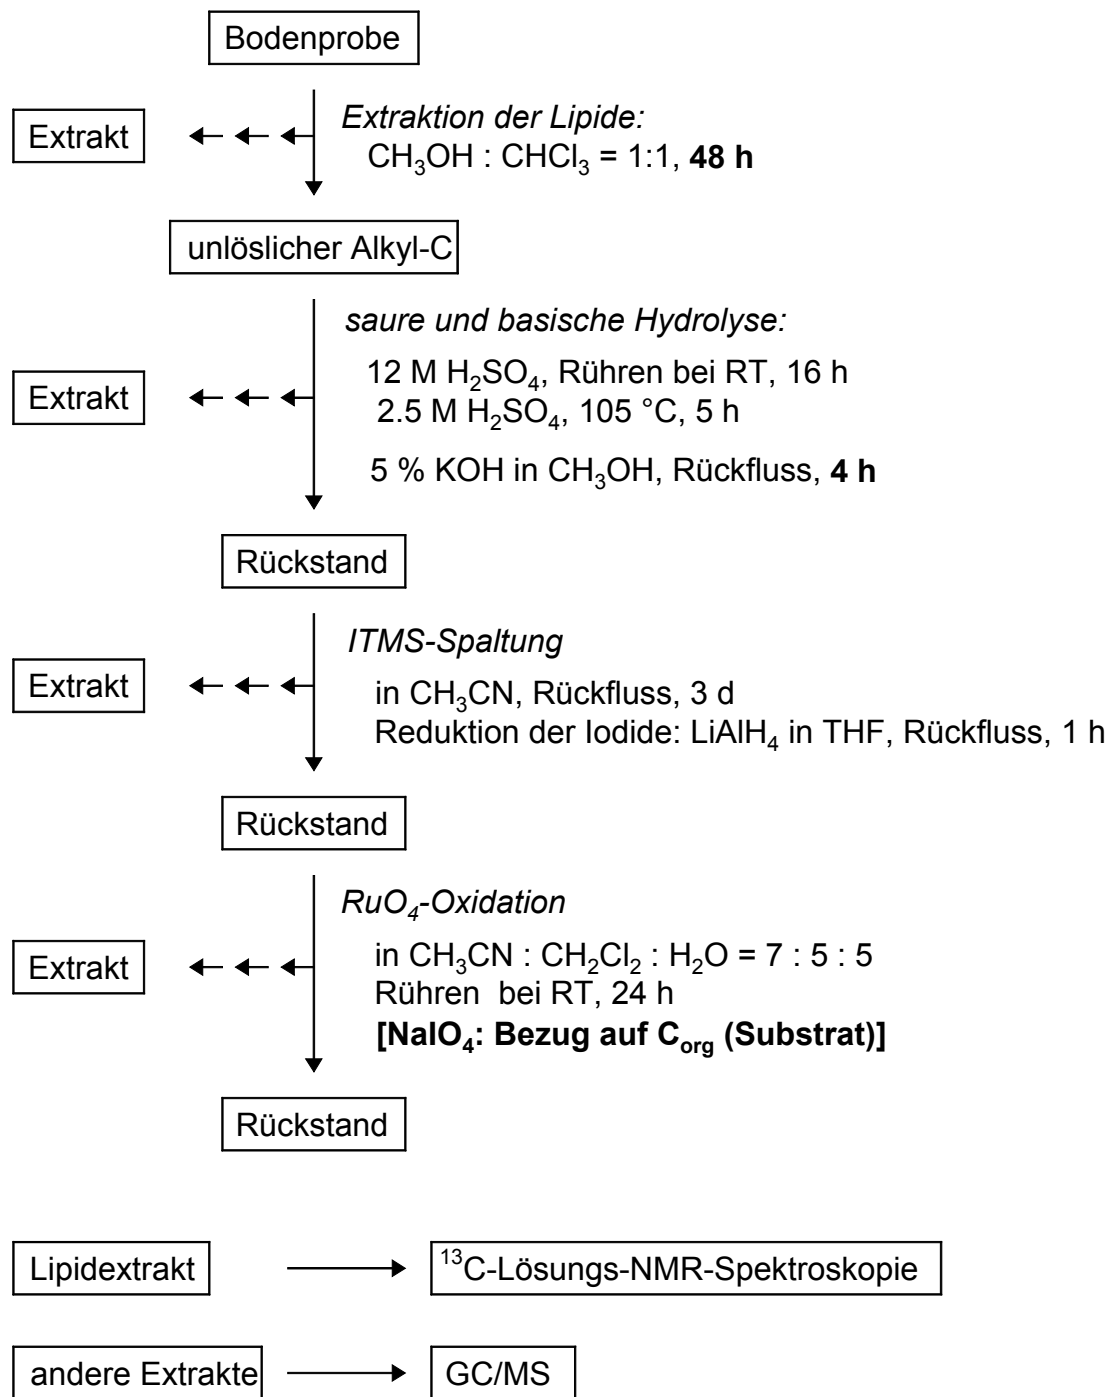 Bodenprobe
Extraktion der Lipide:
Extrakt
CH₃OH : CHCl₃ = 1:1, 48 h
unlöslicher Alkyl-C
saure und basische Hydrolyse:
12 M H₂SO₄, Rühren bei RT, 16 h
Extrakt
2.5 M H₂SO₄, 105 °C, 5 h
5 % KOH in CH₃OH, Rückfluss, 4 h
Rückstand
ITMS-Spaltung
Extrakt
in CH₃CN, Rückfluss, 3 d
Reduktion der Iodide: LiAlH₄ in THF, Rückfluss, 1 h
Rückstand
RuO₄-Oxidation
Extrakt
in CH₃CN : CH₂Cl₂ : H₂O = 7 : 5 : 5
Rühren bei RT, 24 h
[NaIO₄: Bezug auf Corg (Substrat)]
Rückstand
Lipidextrakt
¹³C-Lösungs-NMR-Spektroskopie
andere Extrakte
GC/MS